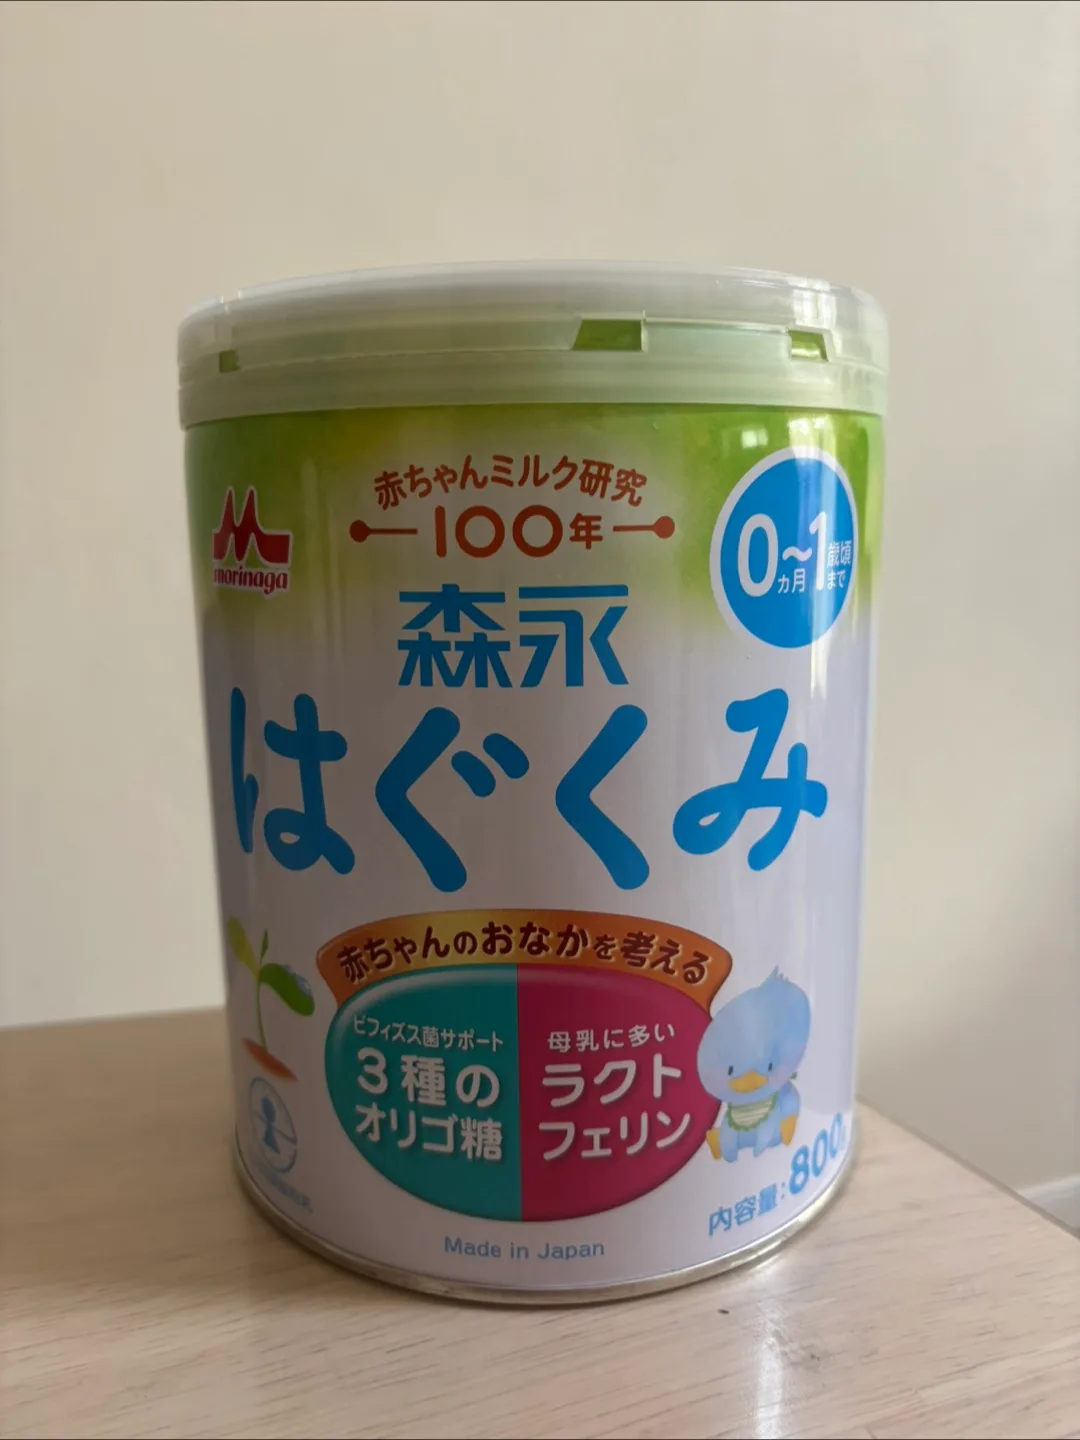 赤ちゃんミルク研究
100年
morinaga
0ヵ月~1歳頃まで
森永
はぐくみ
赤ちゃんのおなかを考える
ビフィズス菌サポート
3種の
オリゴ糖
母乳に多い
ラクト
フェリン
内容量:800
Made in Japan